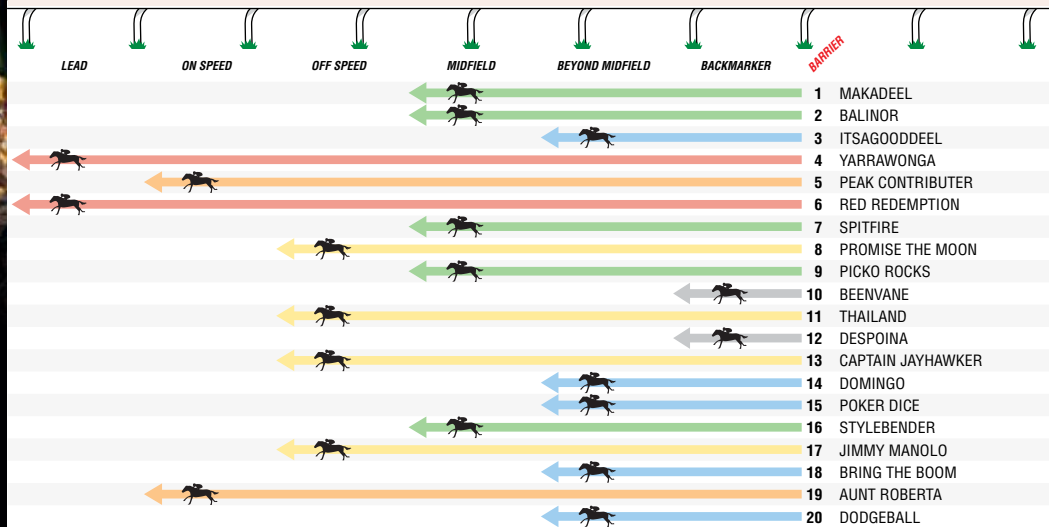 LEAD ON SPEED OFF SPEED MIDFIELD BEYOND MIDFIELD BACKMARKER BARRIER
1 MAKADEEL
2 BALINOR
3 ITSAGOODDEEL
4 YARRAWONGA
5 PEAK CONTRIBUTER
6 RED REDEMPTION
7 SPITFIRE
8 PROMISE THE MOON
9 PICKO ROCKS
10 BEENVANE
11 THAILAND
12 DESPOINA
13 CAPTAIN JAYHAWKER
14 DOMINGO
15 POKER DICE
16 STYLEBENDER
17 JIMMY MANOLO
18 BRING THE BOOM
19 AUNT ROBERTA
20 DODGEBALL